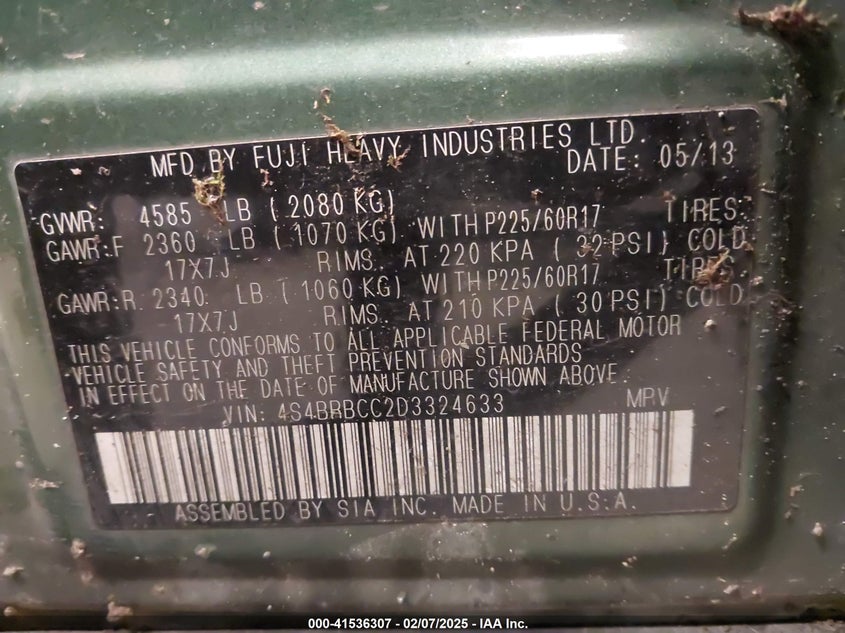 MFD BY FUJI HEAVY INDUSTRIES LTD.
DATE: 05/13
GVWR: 4585 LB (2080 KG)
GAWR:F 2360 LB (1070 KG) WITH P225/60R17 TIRES:
17X7J RIMS. AT 220 KPA (32 PSI) COLD
GAWR:R. 2340 LB (1060 KG) WITH P225/60R17 TIRES:
17X7J RIMS. AT 210 KPA (30 PSI) COLD
THIS VEHICLE CONFORMS TO ALL APPLICABLE FEDERAL MOTOR
VEHICLE SAFETY AND THEFT PREVENTION STANDARDS
IN EFFECT ON THE DATE OF MANUFACTURE SHOWN ABOVE.
VIN: 4S4BRBCC2D3324633 MPV
ASSEMBLED BY SIA INC. MADE IN U.S.A.
000-41536307 - 02/07/2025 - IAA Inc.